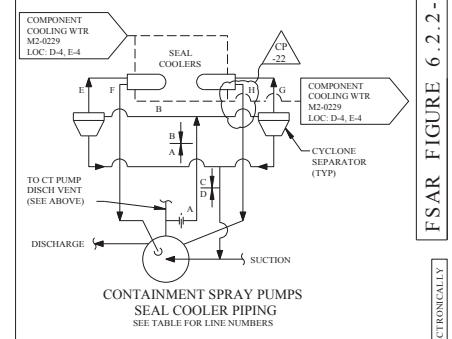 COMPONENT
COOLING WTR
M2-0229
LOC: D-4, E-4
SEAL
COOLERS
CP
-22
E
F
H
G
B
COMPONENT
COOLING WTR
M2-0229
LOC: D-4, E-4
B
A
CYCLONE
SEPARATOR
(TYP)
TO CT PUMP
DISCH VENT
(SEE ABOVE)
C
D
A
DISCHARGE
SUCTION
CONTAINMENT SPRAY PUMPS
SEAL COOLER PIPING
SEE TABLE FOR LINE NUMBERS
FSAR FIGURE 6.2.2-
CTRONICALLY